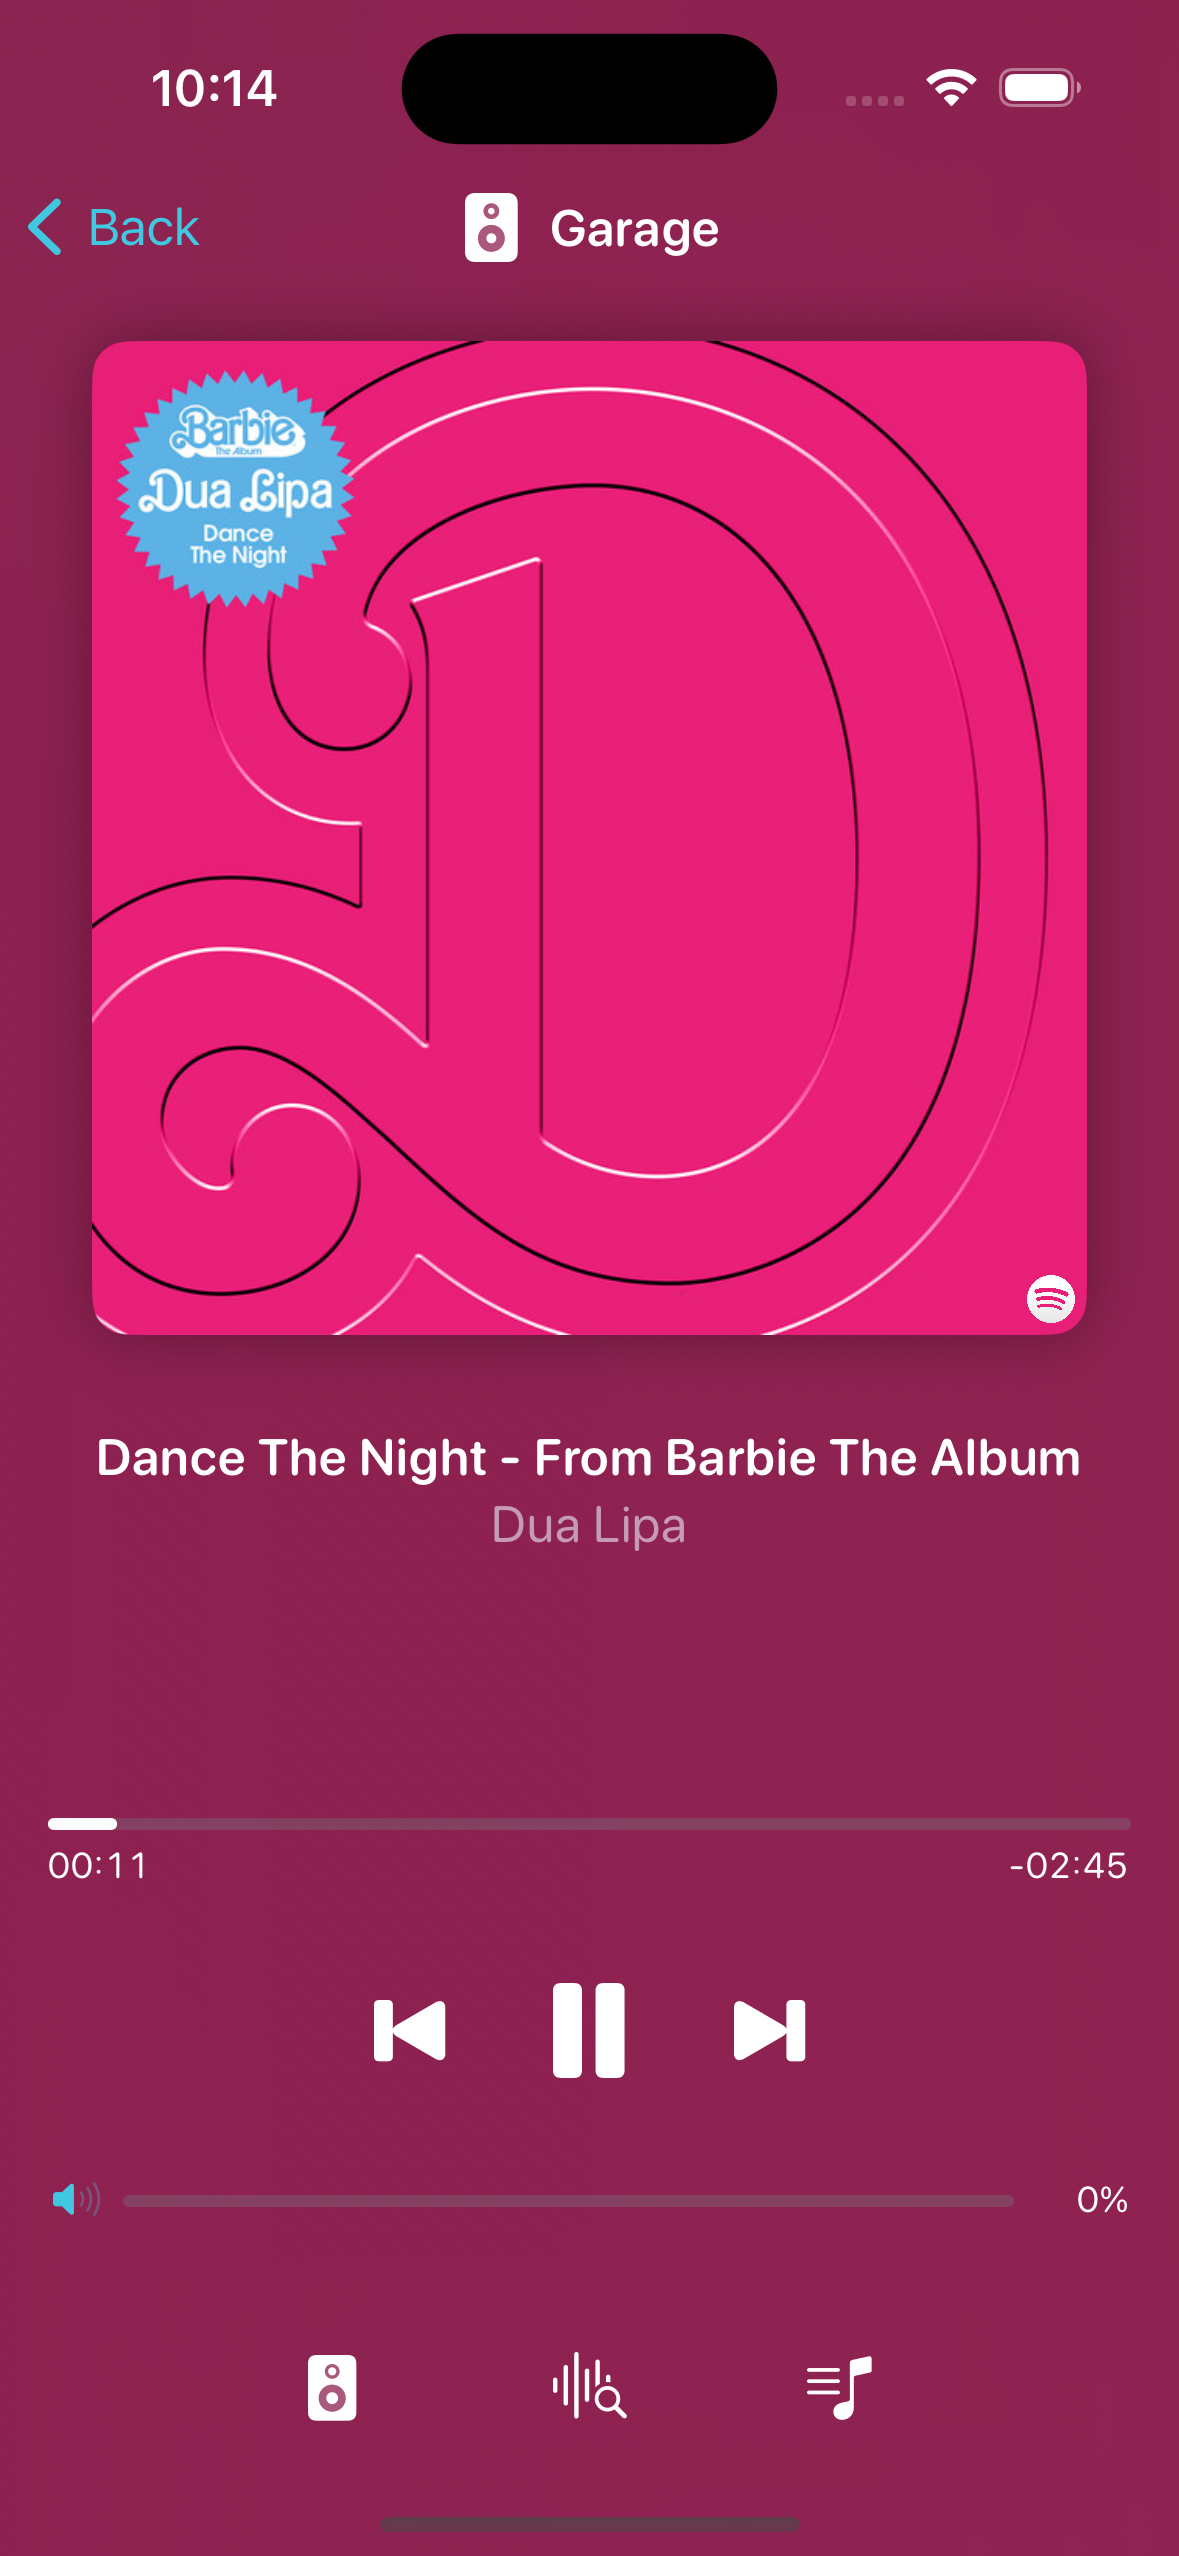 10:14
Back
Garage
Barbie
The Album
Dua Lipa
Dance
The Night
Dance The Night - From Barbie The Album
Dua Lipa
00:11
-02:45
0%